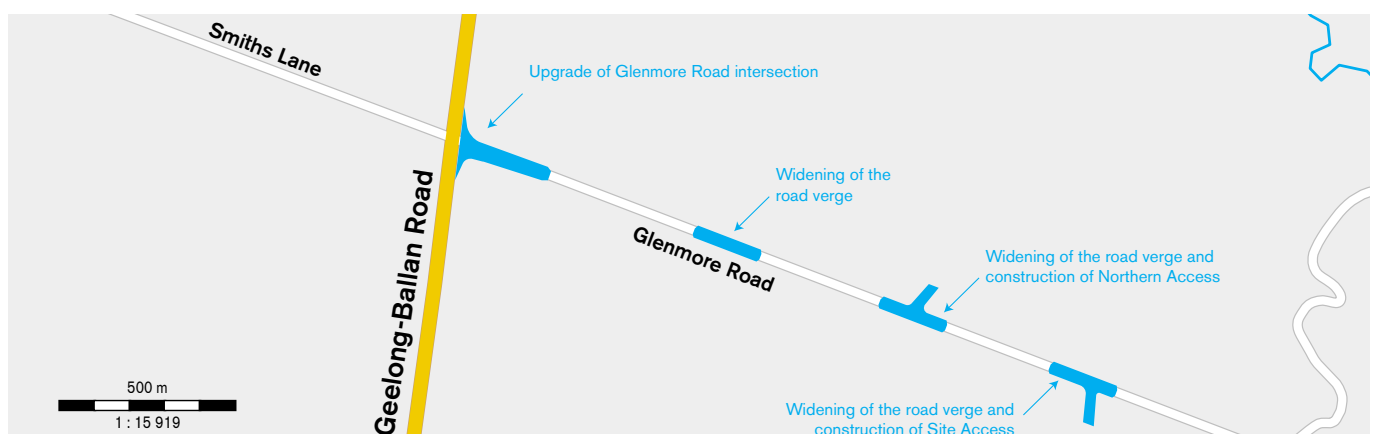 Smiths Lane
Upgrade of Glenmore Road intersection
Geelong-Ballan Road
Widening of the
road verge
Glenmore Road
Widening of the road verge and
construction of Northern Access
500 m
1 : 15 919
Widening of the road verge and
construction of Site Access